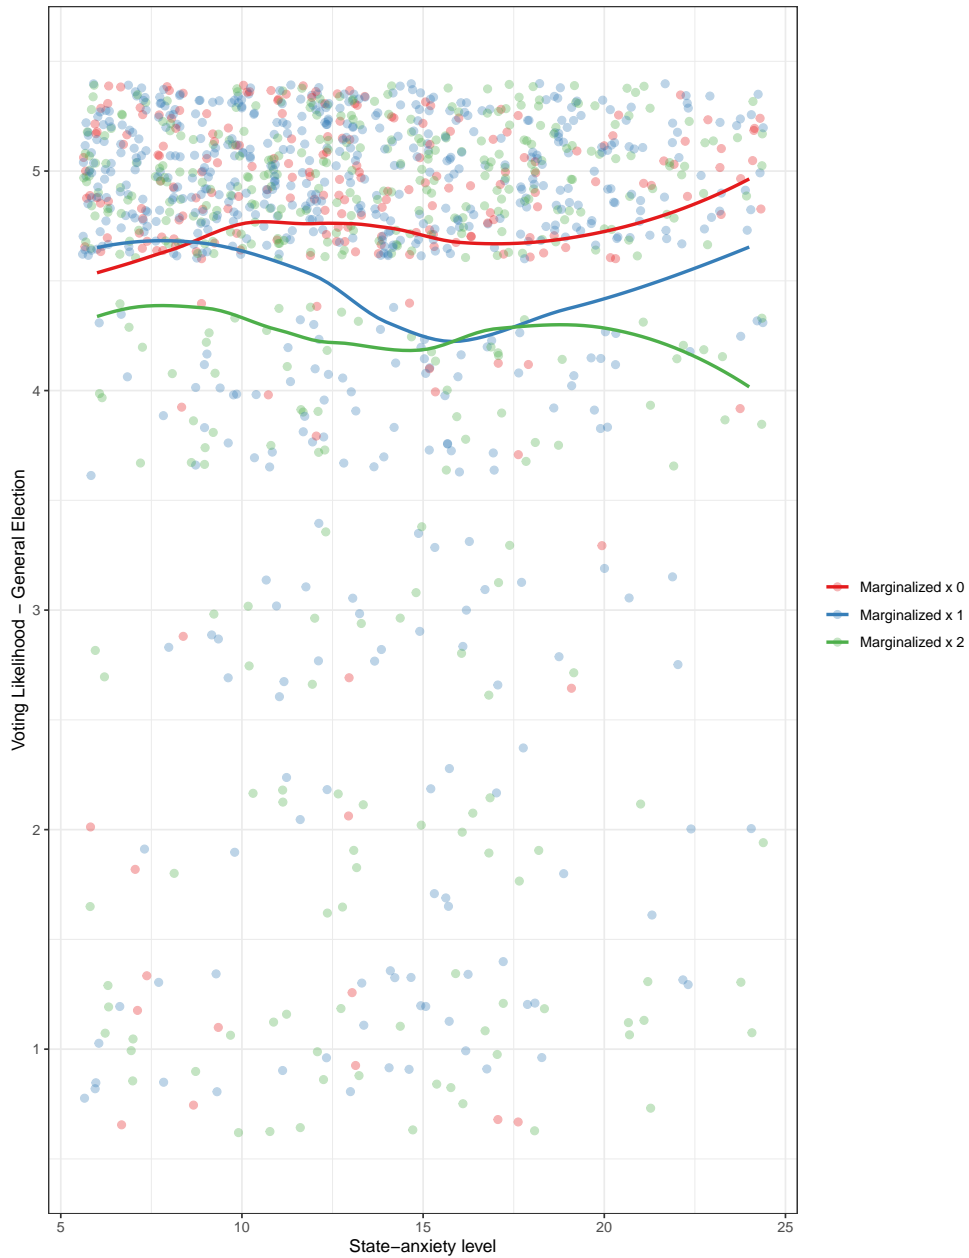 5
4
3
2
1
Voting Likelihood − General Election
5
10
15
20
25
State−anxiety level
Marginalized x 0
Marginalized x 1
Marginalized x 2